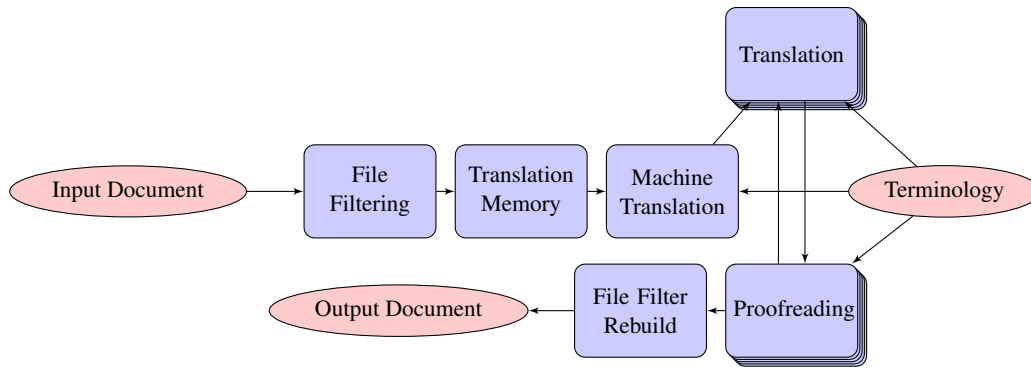 Translation
Input Document
File
Filtering
Translation
Memory
Machine
Translation
Terminology
Output Document
File Filter
Rebuild
Proofreading